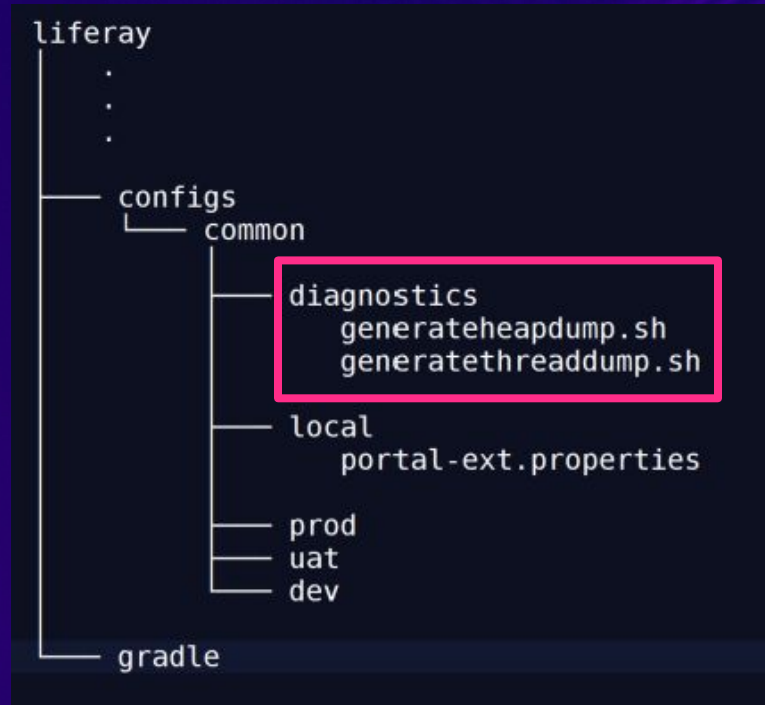 liferay
.
.
.
configs
common
diagnostics
generateheapdump.sh
generatethreaddump.sh
local
portal-ext.properties
prod
uat
dev
gradle